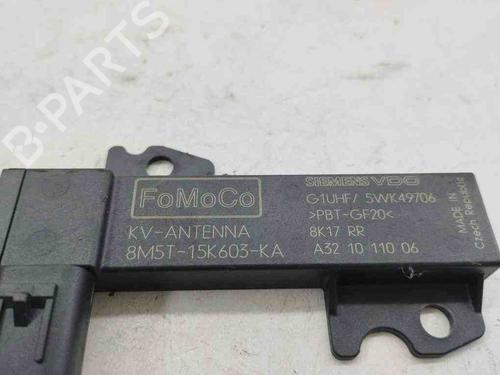 B-PARTS
FoMoCo
KV-ANTENNA
8M5T-15K603-KA
SIEMENS VDO
G1UHF/ 5WK49706
>PBT-GF20<
8K17 RR
A32 10 110 06
MADE IN
Czech Republic